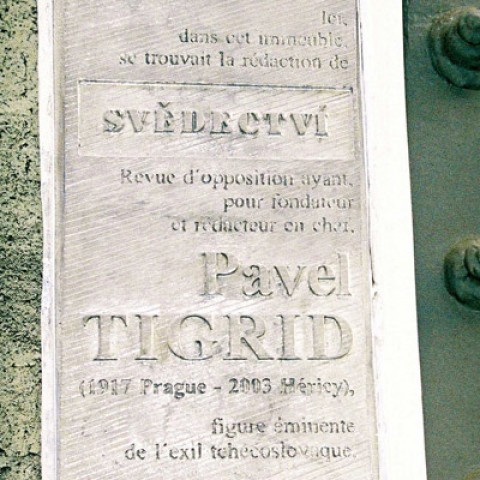 Ici,
dans cet immeuble,
se trouvait la rédaction de
SVĚDECTVÍ
Revue d'opposition ayant,
pour fondateur
et rédacteur en chef,
Pavel
TIGRID
(1917 Prague - 2003 Héricy),
figure éminente
de l'exil tchecoslovaque.